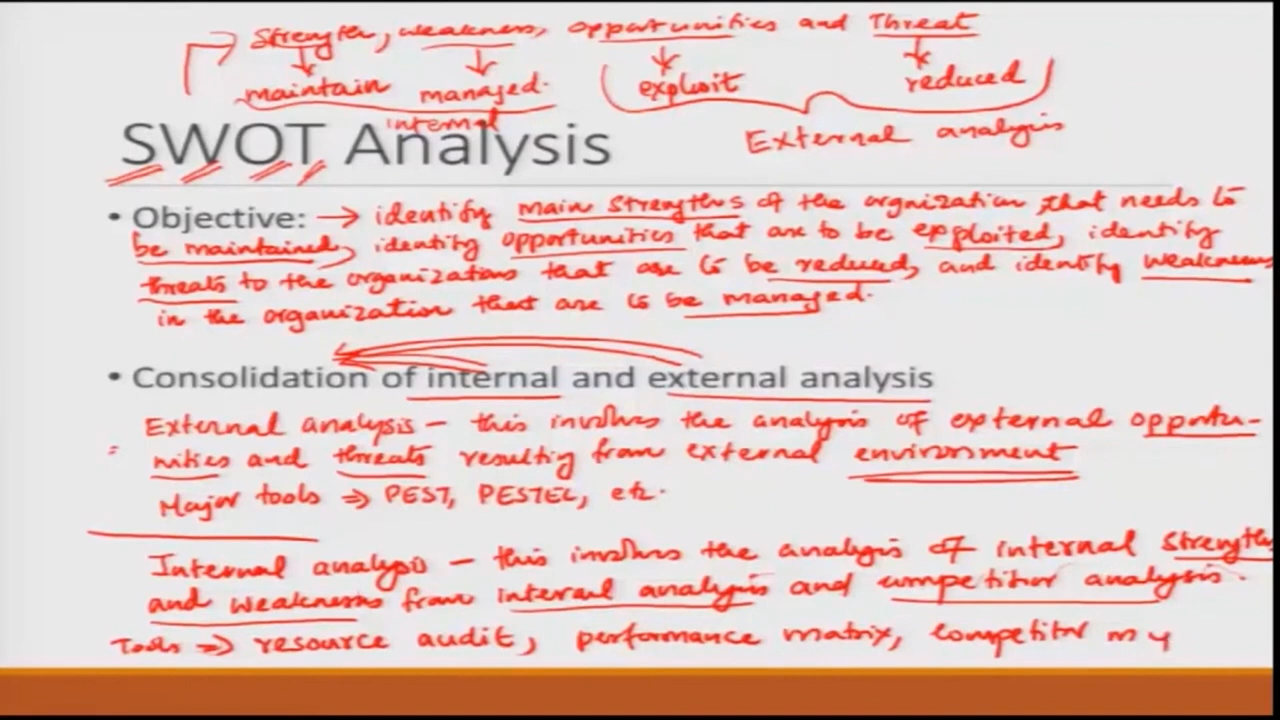 Strength, weakness, opportunities and Threat
maintain managed. exploit reduced
internal
External analysis
SWOT Analysis
• Objective: → identify main strengths of the orgnization that needs to
be maintained, identity opportunities that are to be exploited, identity
threats to the organizations that are to be reduced, and identity weakness
in the organization that are to be managed.
• Consolidation of internal and external analysis
External analysis – this involves the analysis of external opportu-
nities and threats resulting from external environment
Major tools ⇒ PEST, PESTEL, etc.
Internal analysis – this involves the analysis of internal strengths
and weakness from internal analysis and competitor analysis.
Tools ⇒ resource audit, performance matrix, competitor